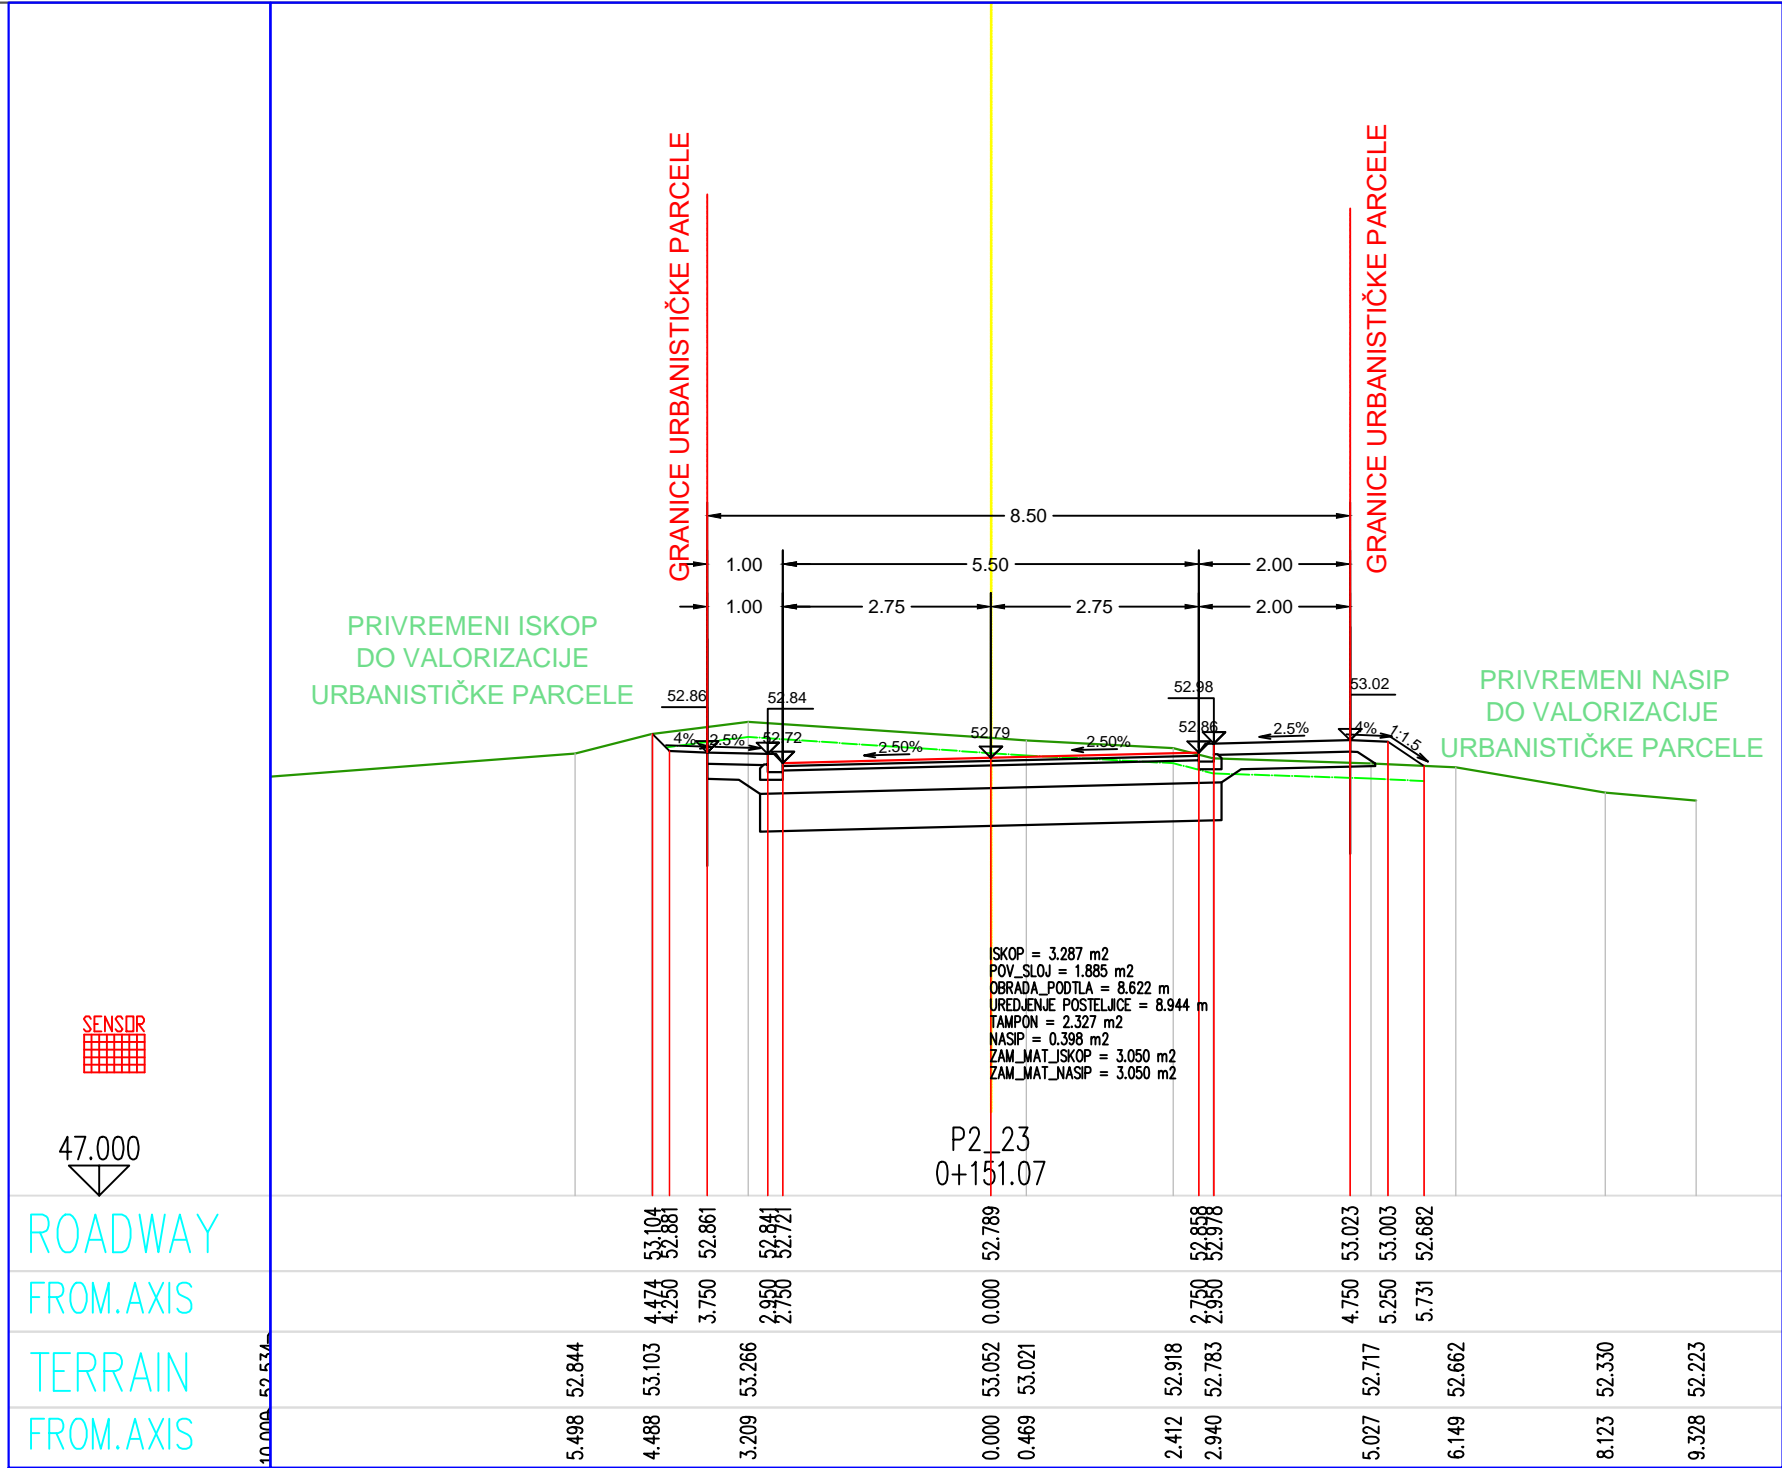 GRANICE URBANISTIČKE PARCELE
GRANICE URBANISTIČKE PARCELE
8.50
1.00
5.50
2.00
1.00
2.75
2.75
2.00
PRIVREMENI ISKOP
DO VALORIZACIJE
URBANISTIČKE PARCELE
PRIVREMENI NASIP
DO VALORIZACIJE
URBANISTIČKE PARCELE
52.86
52.84
52.98
53.02
4%
2.5%
52.72
2.50%
52.79
2.50%
52.86
2.5%
4%
1:1.5
ISKOP = 3.287 m2
POV_SLOJ = 1.885 m2
OBRADA_PODTLA = 8.622 m
UREDJENJE POSTELJICE = 8.944 m
TAMPON = 2.327 m2
NASIP = 0.398 m2
ZAM_MAT_ISKOP = 3.050 m2
ZAM_MAT_NASIP = 3.050 m2
SENSOR
47.000
P2_23
0+151.07
ROADWAY
53.104 52.881 52.861 52.841 52.721 52.789 52.858 52.978 53.023 53.003 52.682
FROM.AXIS
4.474 4.250 3.750 2.950 2.750 0.000 2.750 2.950 4.750 5.250 5.731
TERRAIN
52.534 52.844 53.103 53.266 53.052 53.021 52.918 52.783 52.717 52.662 52.330 52.223
FROM.AXIS
10.000 5.498 4.488 3.209 0.000 0.469 2.412 2.940 5.027 6.149 8.123 9.328